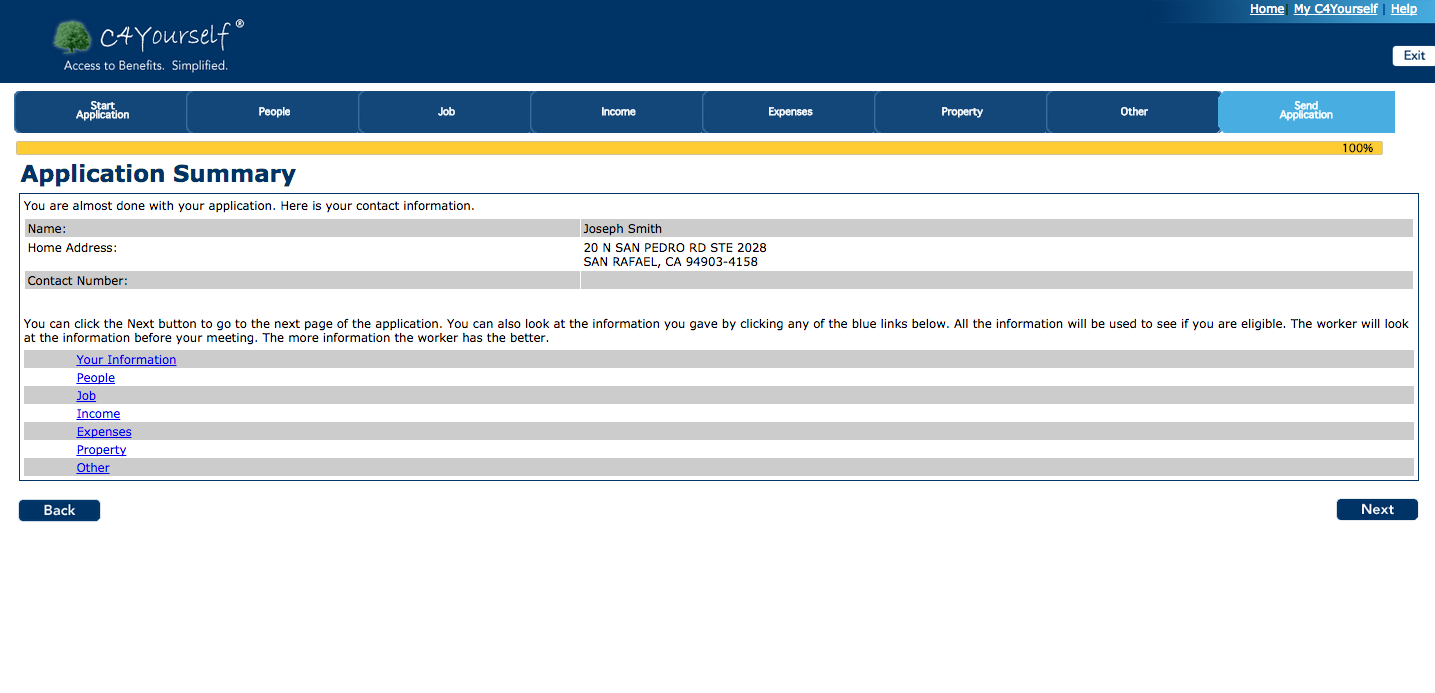 Home | My C4Yourself | Help
C4Yourself®
Access to Benefits. Simplified.
Exit
Start Application
People
Job
Income
Expenses
Property
Other
Send Application
100%
Application Summary
You are almost done with your application. Here is your contact information.
Name: Joseph Smith
Home Address: 20 N SAN PEDRO RD STE 2028
SAN RAFAEL, CA 94903-4158
Contact Number:
You can click the Next button to go to the next page of the application. You can also look at the information you gave by clicking any of the blue links below. All the information will be used to see if you are eligible. The worker will look
at the information before your meeting. The more information the worker has the better.
Your Information
People
Job
Income
Expenses
Property
Other
Back
Next